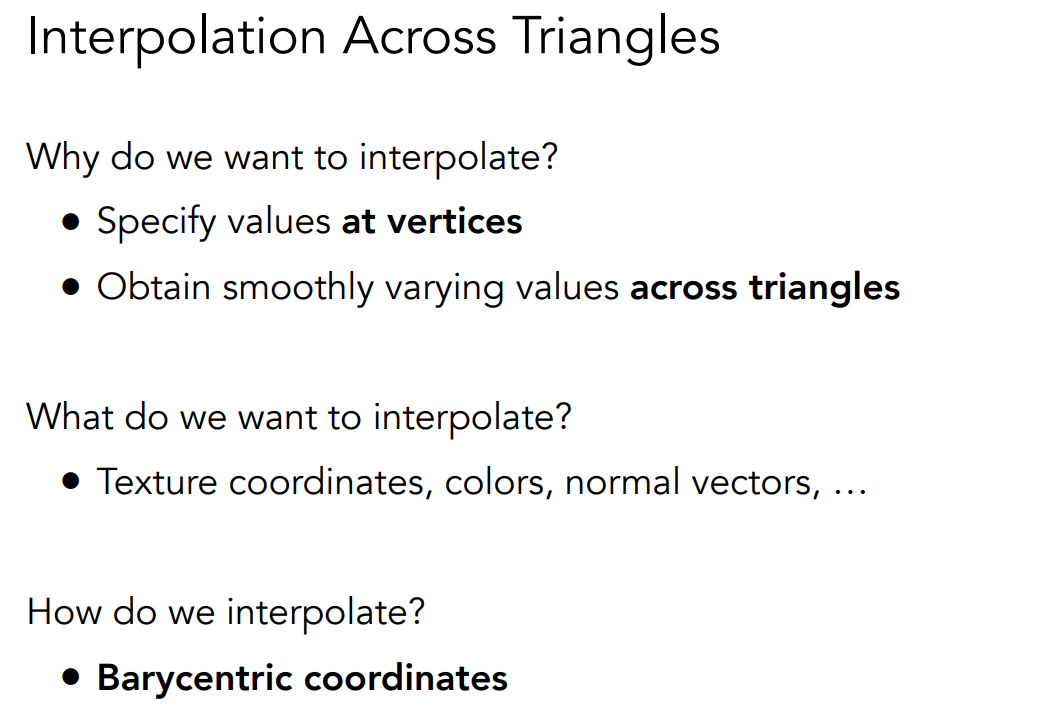 Interpolation Across Triangles
Why do we want to interpolate?
● Specify values at vertices
● Obtain smoothly varying values across triangles
What do we want to interpolate?
● Texture coordinates, colors, normal vectors, …
How do we interpolate?
● Barycentric coordinates